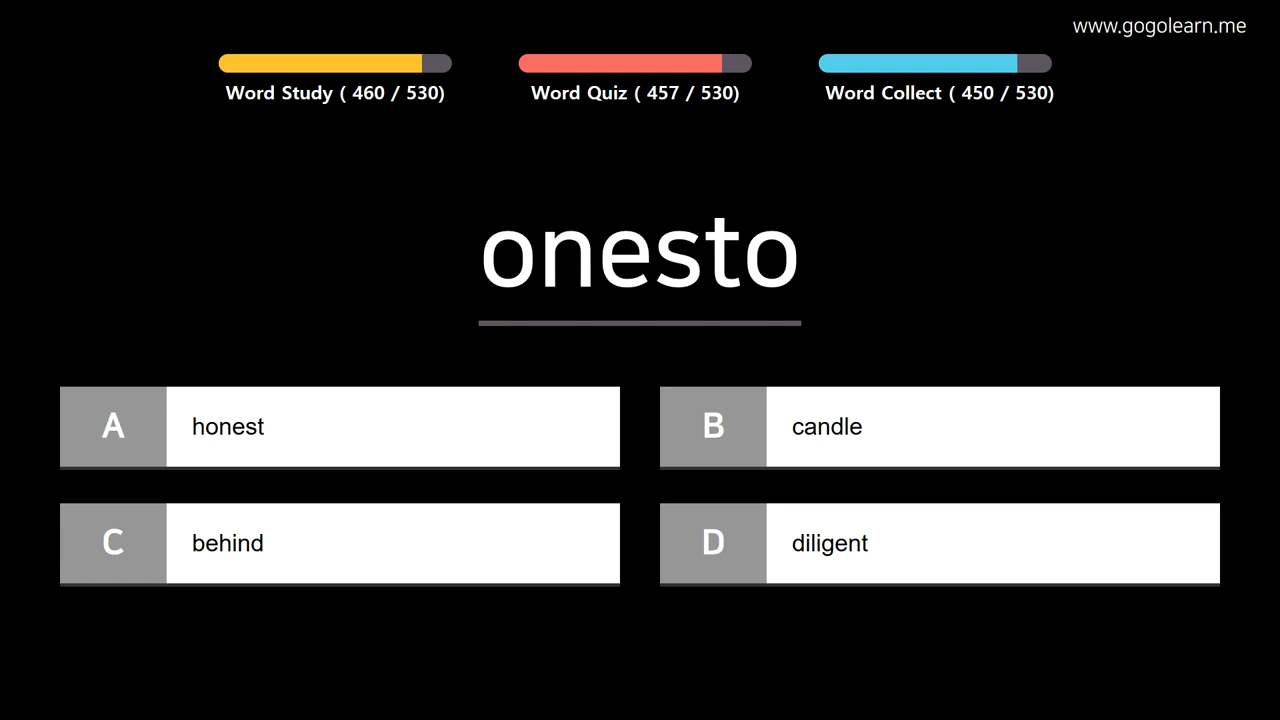 www.gogolearn.me
Word Study ( 460 / 530)
Word Quiz ( 457 / 530)
Word Collect ( 450 / 530)
onesto
A honest
B candle
C behind
D diligent